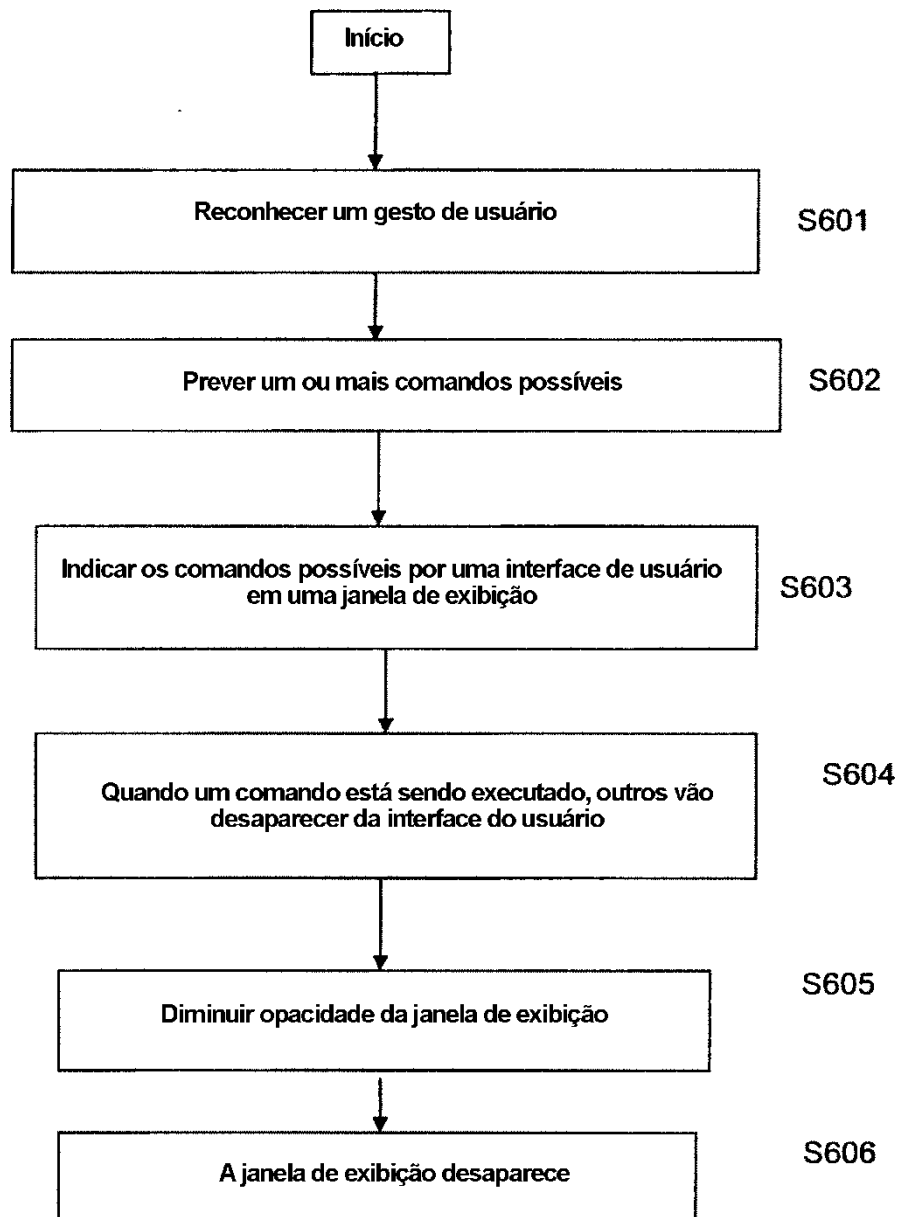 Início
Reconhecer um gesto de usuário
S601
Prever um ou mais comandos possíveis
S602
Indicar os comandos possíveis por uma interface de usuário
em uma janela de exibição
S603
Quando um comando está sendo executado, outros vão
desaparecer da interface do usuário
S604
Diminuir opacidade da janela de exibição
S605
A janela de exibição desaparece
S606